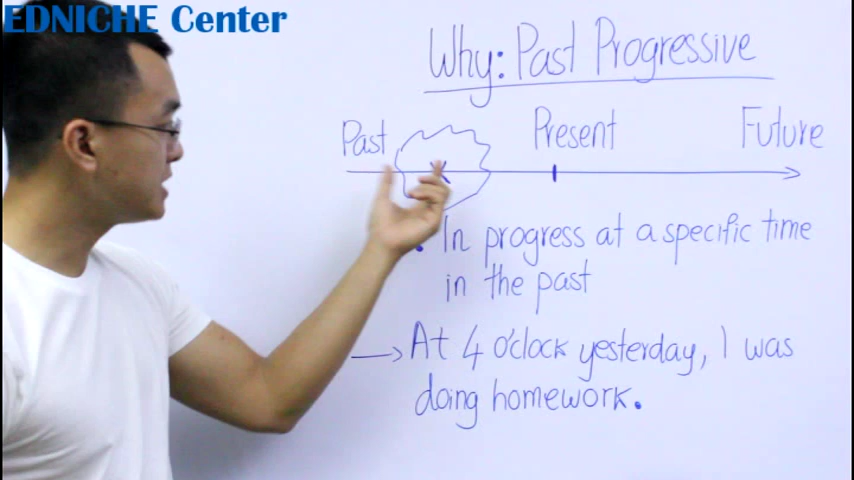 EDNICHE Center
Why: Past Progressive
Past Present Future
• In progress at a specific time
in the past
→ At 4 o'clock yesterday, I was
doing homework.